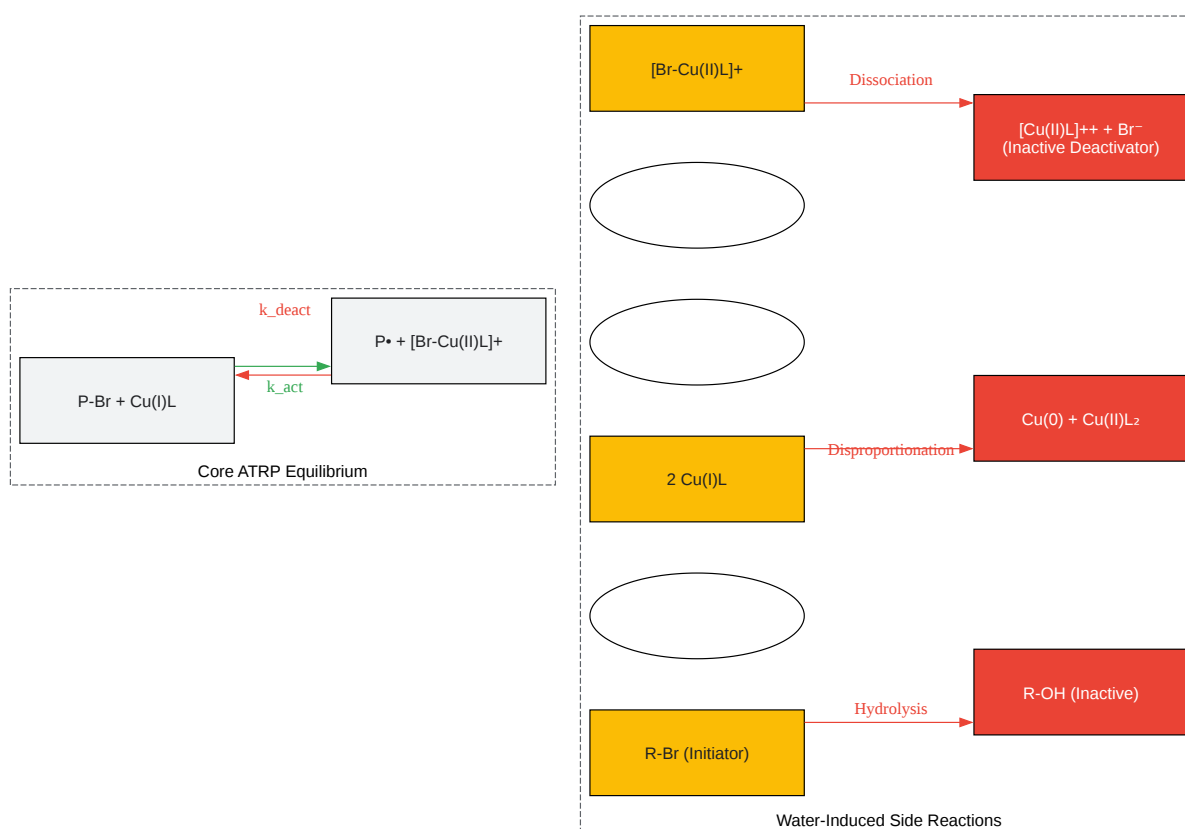 k_deact
P• + [Br-Cu(II)L]+
P-Br + Cu(I)L
k_act
Core ATRP Equilibrium
[Br-Cu(II)L]+
Dissociation
[Cu(II)L]++ + Br⁻
(Inactive Deactivator)
2 Cu(I)L
Disproportionation
Cu(0) + Cu(II)L₂
R-Br (Initiator)
Hydrolysis
R-OH (Inactive)
Water-Induced Side Reactions